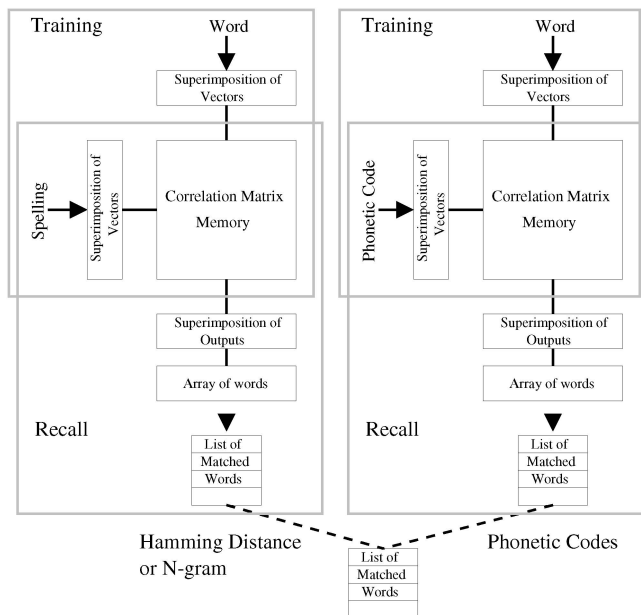 Training
Word
Superimposition of
Vectors
Spelling
Superimposition of
Vectors
Correlation Matrix
Memory
Superimposition of
Outputs
Array of words
Recall
List of
Matched
Words
Hamming Distance
or N-gram
Training
Word
Superimposition of
Vectors
Phonetic Code
Superimposition of
Vectors
Correlation Matrix
Memory
Superimposition of
Outputs
Array of words
Recall
List of
Matched
Words
Phonetic Codes
List of
Matched
Words